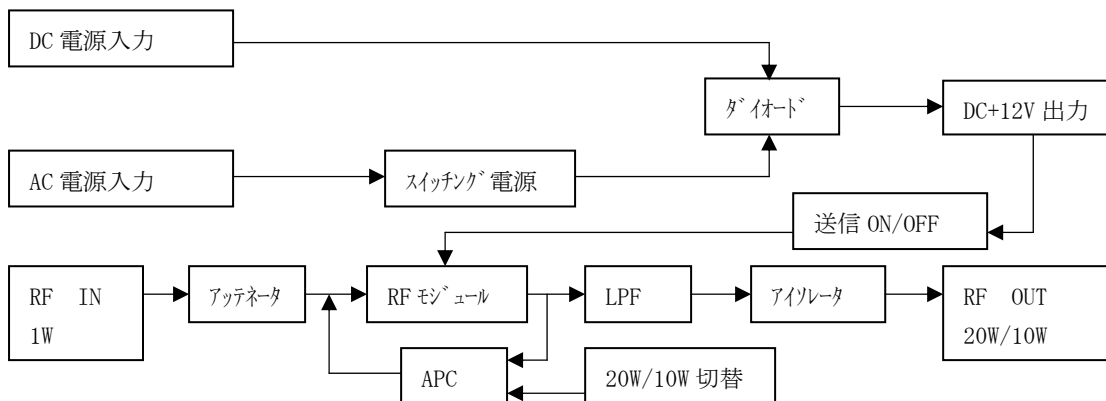 DC 電源入力
ダイオード
DC+12V 出力
AC 電源入力
スイッチング電源
送信 ON/OFF
RF IN
1W
アッテネータ
RF モジュール
LPF
アイソレータ
RF OUT
20W/10W
APC
20W/10W 切替